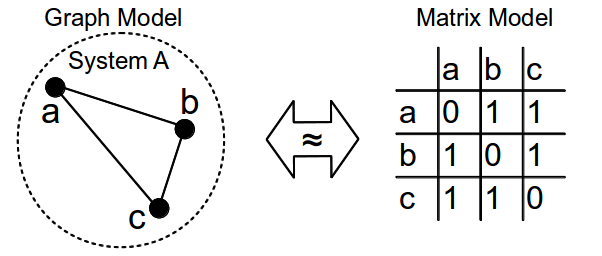 Graph Model
System A
a
b
c
≈
Matrix Model
a b c
a 0 1 1
b 1 0 1
c 1 1 0